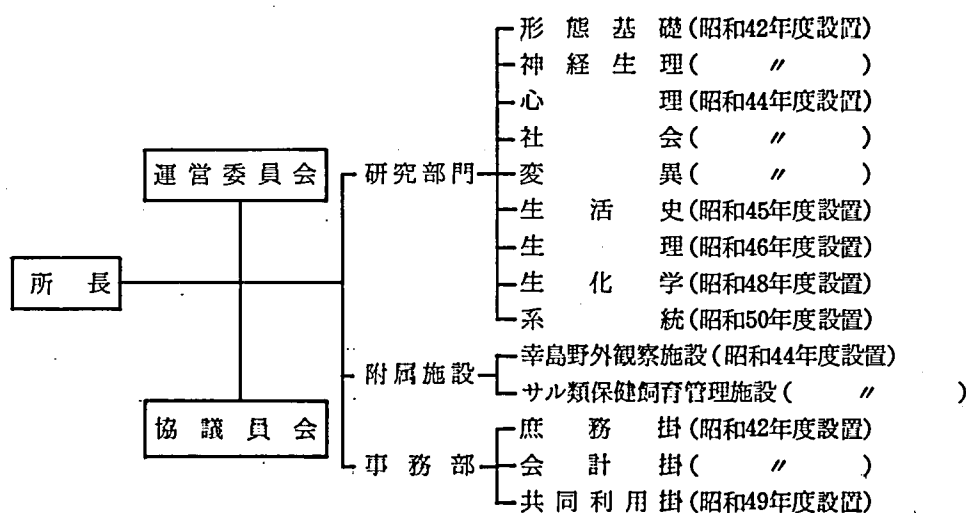 形態基礎(昭和42年度設置)
神経生理( 〃 )
心理(昭和44年度設置)
社会( 〃 )
運営委員会
研究部門
変異( 〃 )
生活史(昭和45年度設置)
生理(昭和46年度設置)
所長
生化学(昭和48年度設置)
系統(昭和50年度設置)
附属施設
幸島野外観察施設(昭和44年度設置)
サル類保健飼育管理施設( 〃 )
協議員会
庶務掛(昭和42年度設置)
事務部
会計掛( 〃 )
共同利用掛(昭和49年度設置)